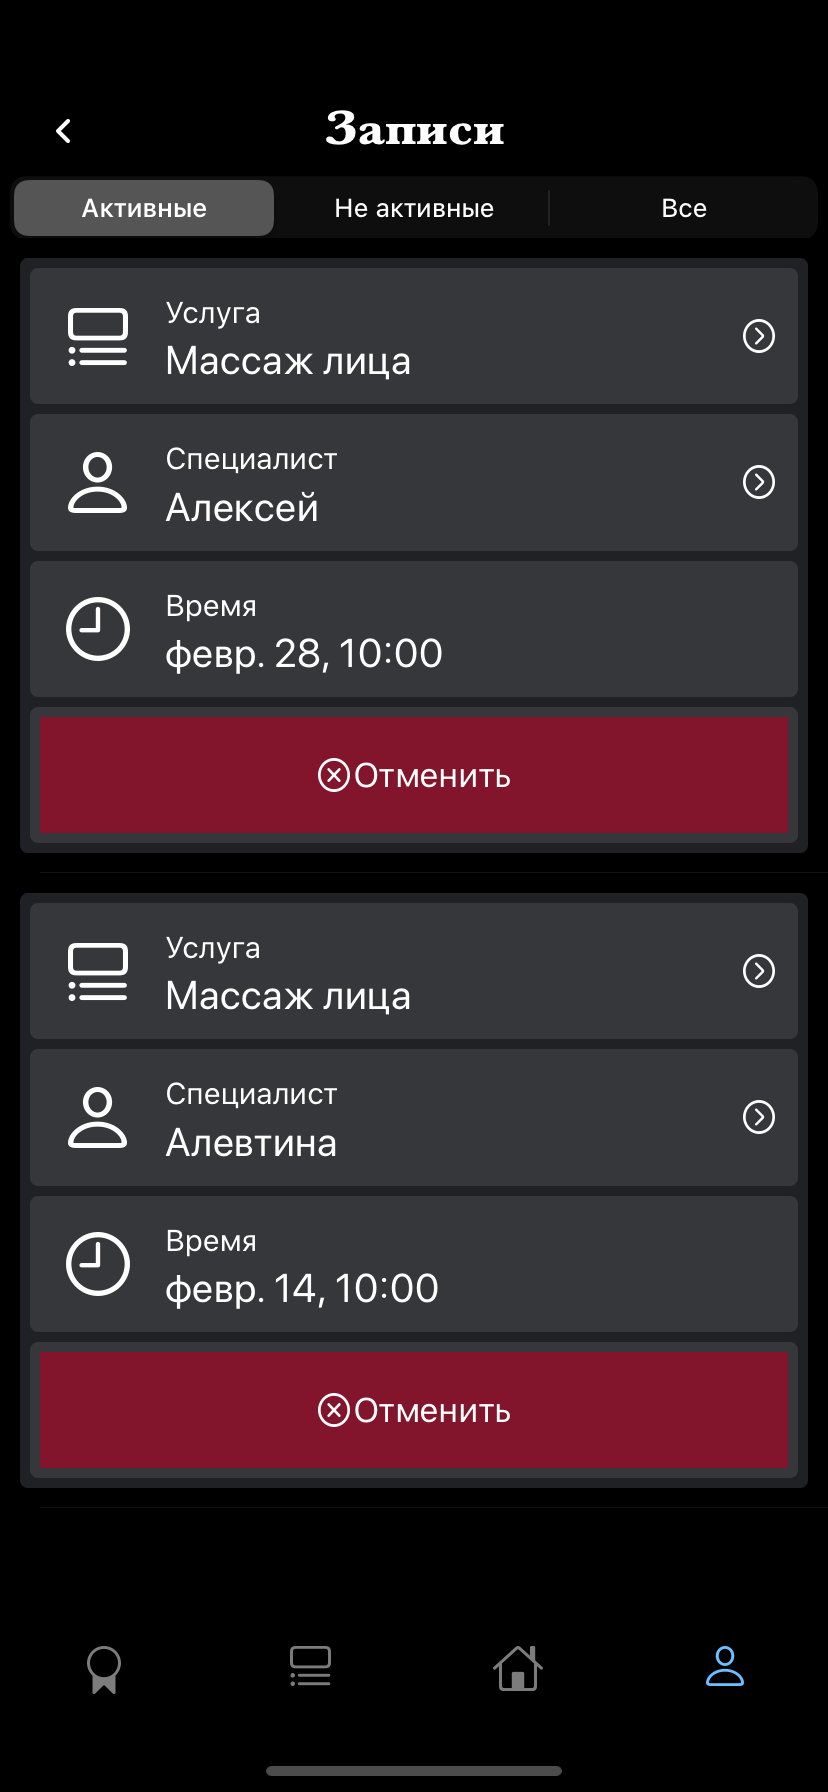 Записи
Активные
Не активные
Все
Услуга
Массаж лица
Специалист
Алексей
Время
февр. 28, 10:00
Отменить
Услуга
Массаж лица
Специалист
Алевтина
Время
февр. 14, 10:00
Отменить